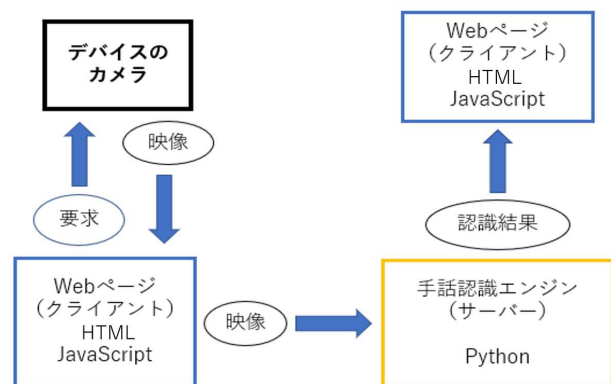 デバイスの
カメラ
映像
要求
Webページ
（クライアント）
HTML
JavaScript
映像
手話認識エンジン
（サーバー）
Python
認識結果
Webページ
（クライアント）
HTML
JavaScript